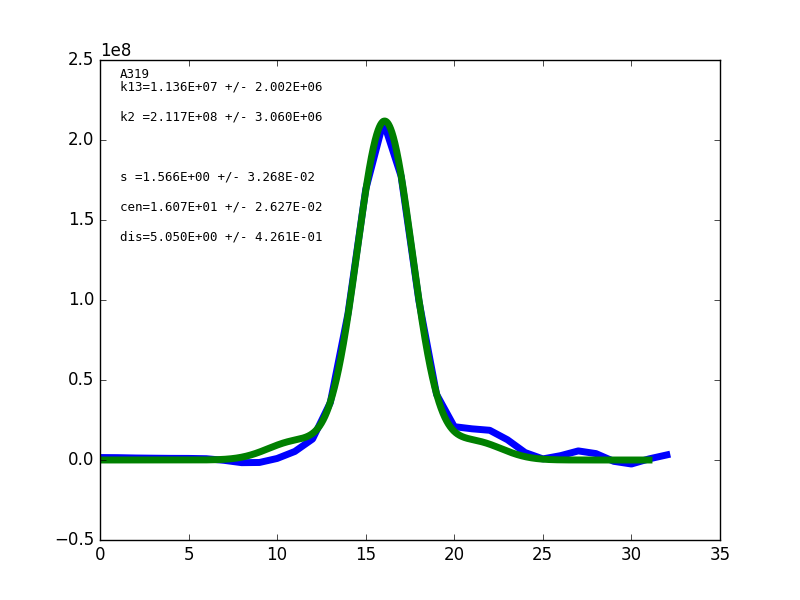 1e8
A319
k13=1.136E+07 +/- 2.002E+06
k2 =2.117E+08 +/- 3.060E+06
s =1.566E+00 +/- 3.268E-02
cen=1.607E+01 +/- 2.627E-02
dis=5.050E+00 +/- 4.261E-01
2.5
2.0
1.5
1.0
0.5
0.0
−0.5
0 5 10 15 20 25 30 35